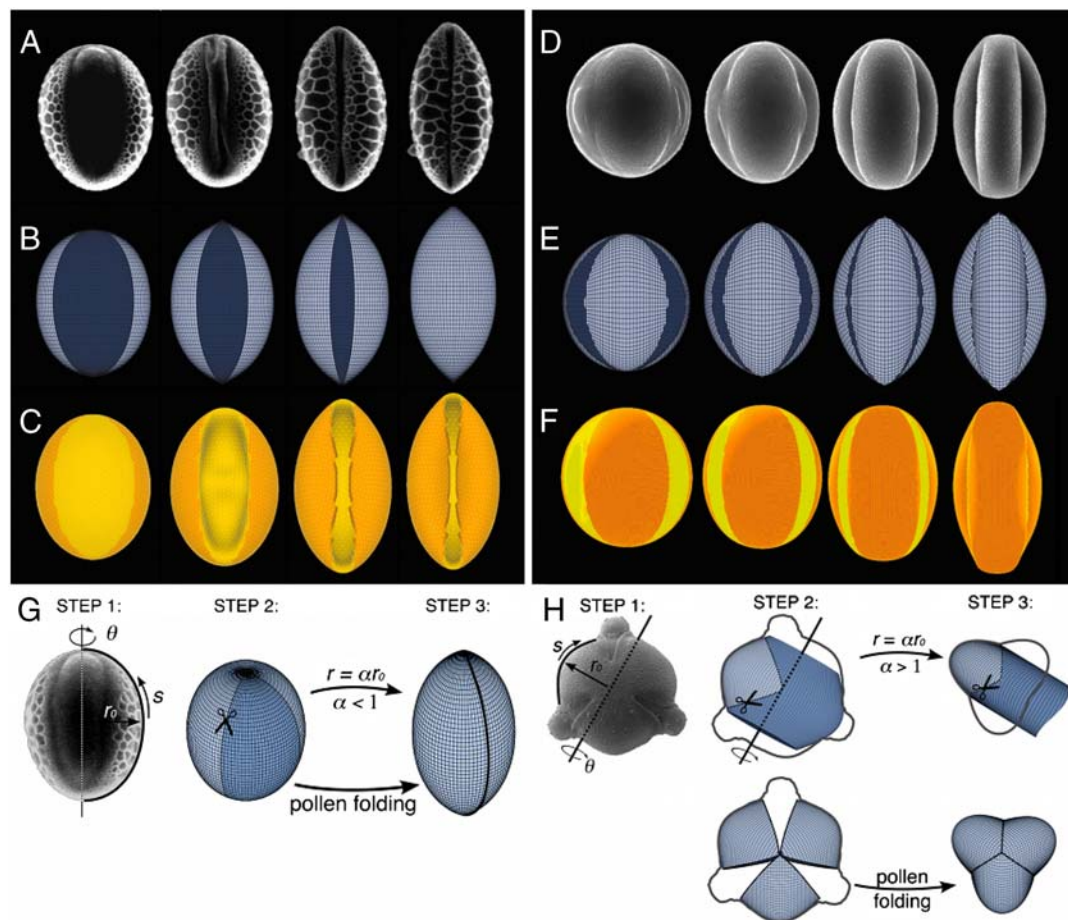 A
D
B
E
C
F
G
STEP 1:
STEP 2:
STEP 3:
θ
s
r₀
r = αr₀
α < 1
pollen folding
H
STEP 1:
STEP 2:
STEP 3:
s
r₀
θ
r = αr₀
α > 1
pollen
folding